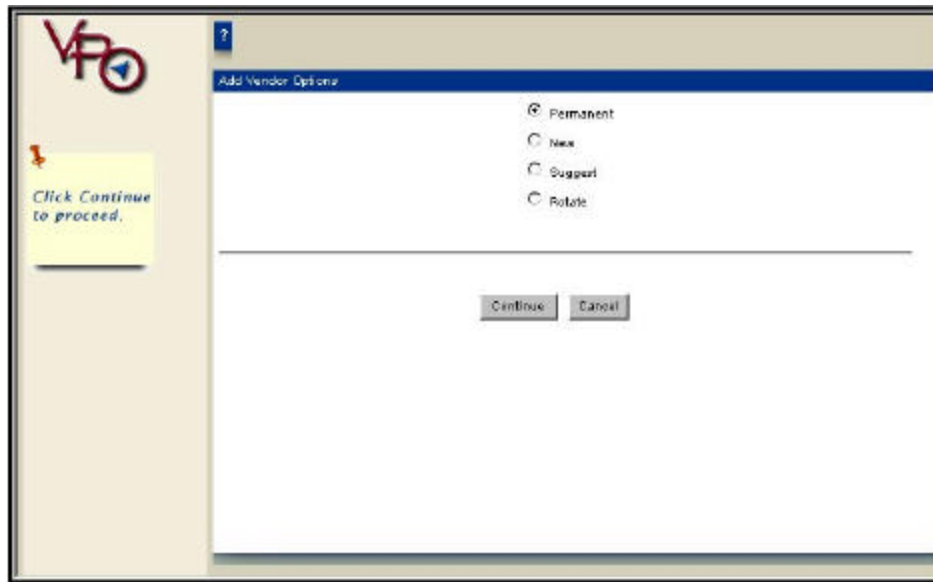 VPO
?
Add Vendor Options
Permanent
New
Suggest
Rotate
Click Continue
to proceed.
Continue
Cancel